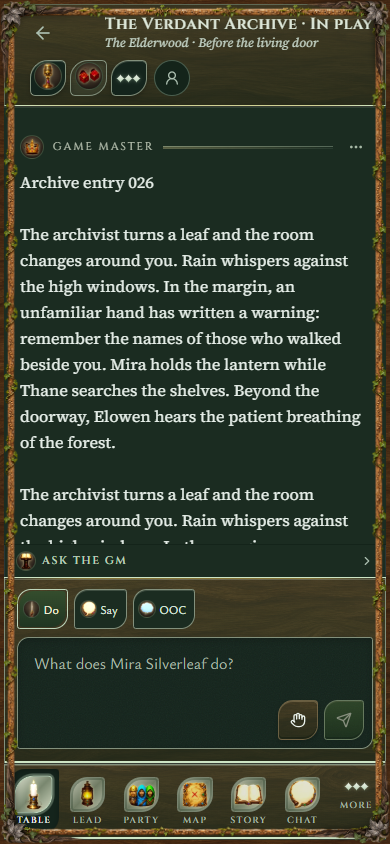 The Verdant Archive · In play
The Elderwood · Before the living door
GAME MASTER
Archive entry 026
The archivist turns a leaf and the room
changes around you. Rain whispers against
the high windows. In the margin, an
unfamiliar hand has written a warning:
remember the names of those who walked
beside you. Mira holds the lantern while
Thane searches the shelves. Beyond the
doorway, Elowen hears the patient breathing
of the forest.
The archivist turns a leaf and the room
changes around you. Rain whispers against
ASK THE GM
Do
Say
OOC
What does Mira Silverleaf do?
TABLE
LEAD
PARTY
MAP
STORY
CHAT
MORE